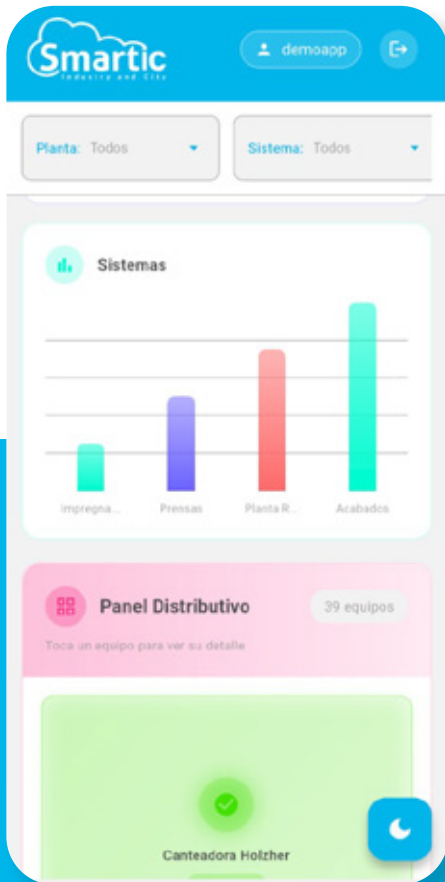 Smartic
Industry and City
demoapp
Planta: Todos
Sistema: Todos
Sistemas
Impregna...
Prensas
Planta R...
Acabados
Panel Distributivo
39 equipos
Toca un equipo para ver su detalle
Canteadora Holzher